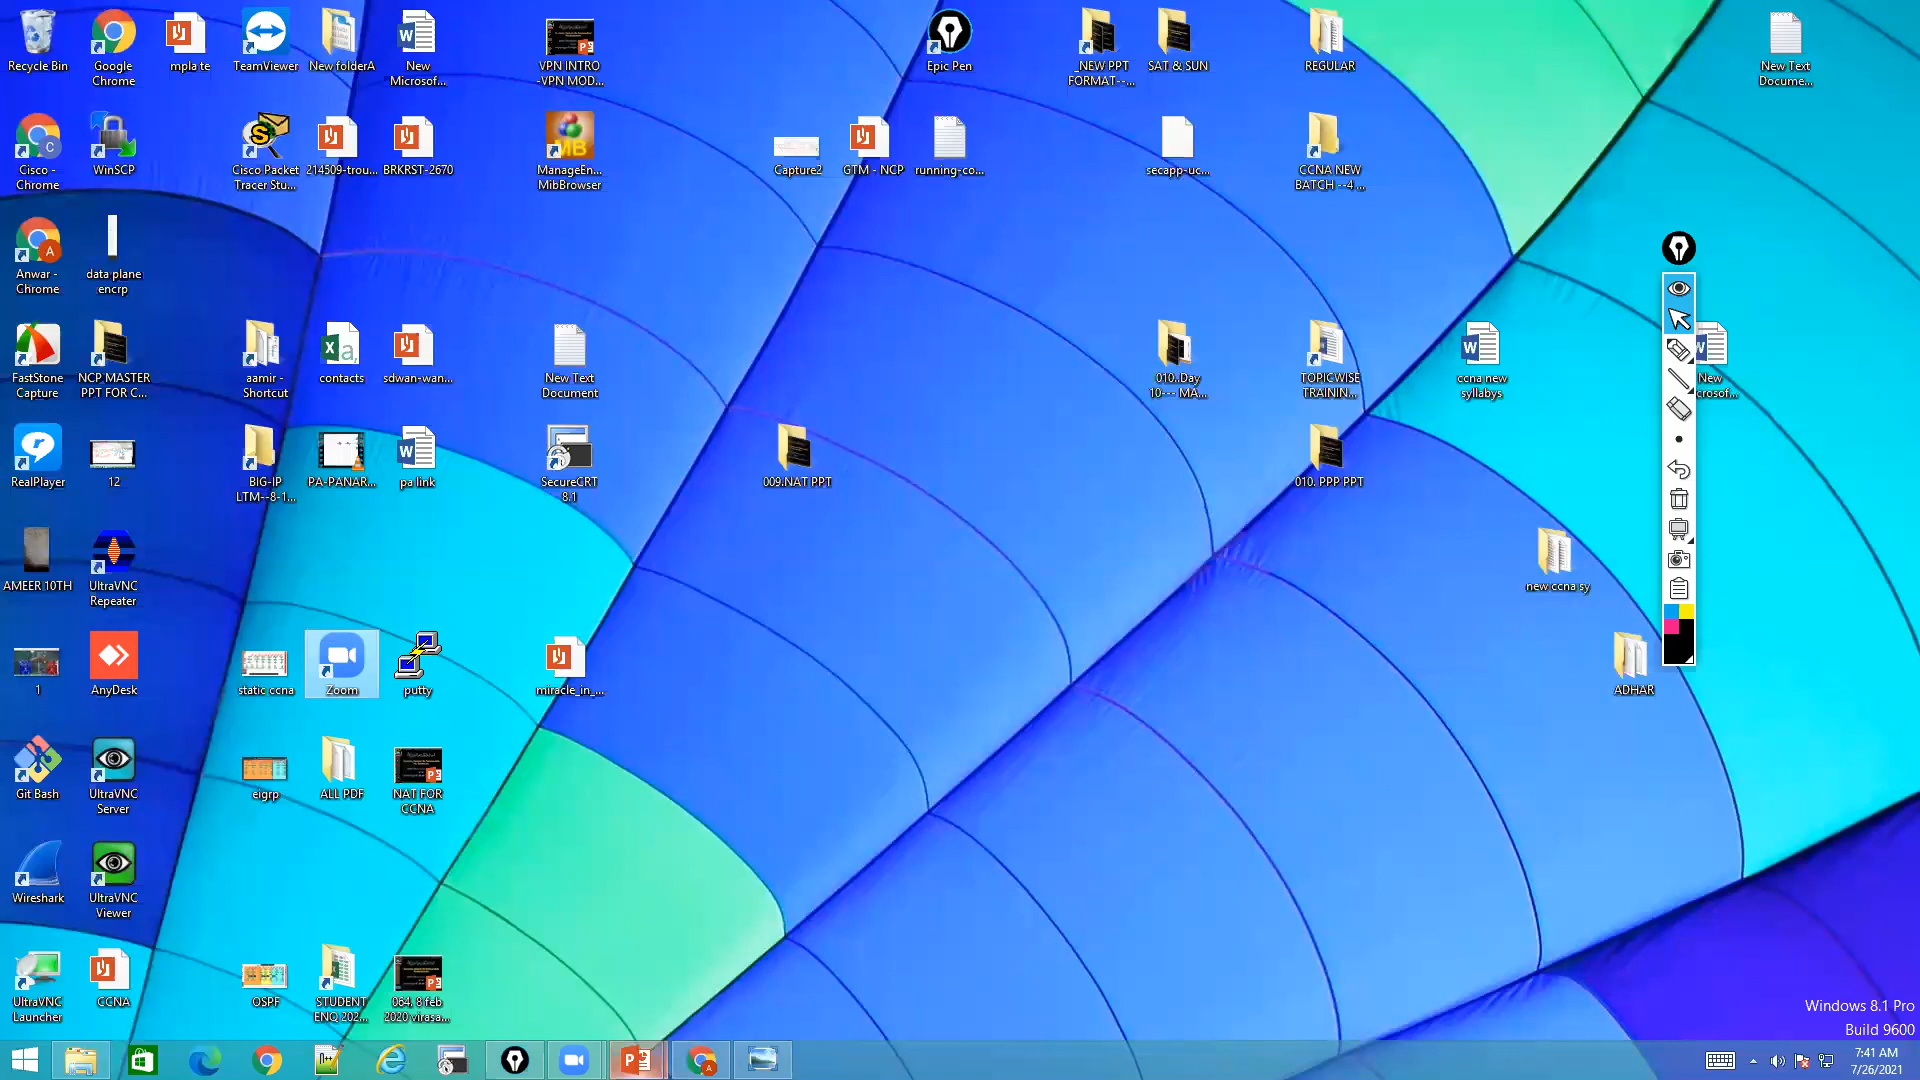 Recycle Bin
Google
Chrome
mpla te
TeamViewer
New folderA
New
Microsof...
VPN INTRO
-VPN MOD...
Epic Pen
_NEW PPT
FORMAT--...
SAT & SUN
REGULAR
New Text
Docume...
Cisco -
Chrome
WinSCP
Cisco Packet
Tracer Stu...
214509-trou...
BRKRST-2670
ManageEn...
MibBrowser
Capture2
GTM - NCP
running-co...
secapp-uc...
CCNA NEW
BATCH --4 ...
Anwar -
Chrome
data plane
encrp
FastStone
Capture
NCP MASTER
PPT FOR C...
aamir -
Shortcut
contacts
sdwan-wan...
New Text
Document
010..Day
10--- MA...
TOPICWISE
TRAININ...
ccna new
syllabys
New
crosof...
RealPlayer
12
BIG-IP
LTM--8-1...
PA-PANAR...
pa link
SecureCRT
8.1
009.NAT PPT
010. PPP PPT
AMEER 10TH
UltraVNC
Repeater
new ccna sy
1
AnyDesk
static ccna
Zoom
putty
miracle_in_...
ADHAR
Git Bash
UltraVNC
Server
eigrp
ALL PDF
NAT FOR
CCNA
Wireshark
UltraVNC
Viewer
UltraVNC
Launcher
CCNA
OSPF
STUDENT
ENQ 202...
064. 8 feb
2020 virasa...
Windows 8.1 Pro
Build 9600
7:41 AM
7/26/2021